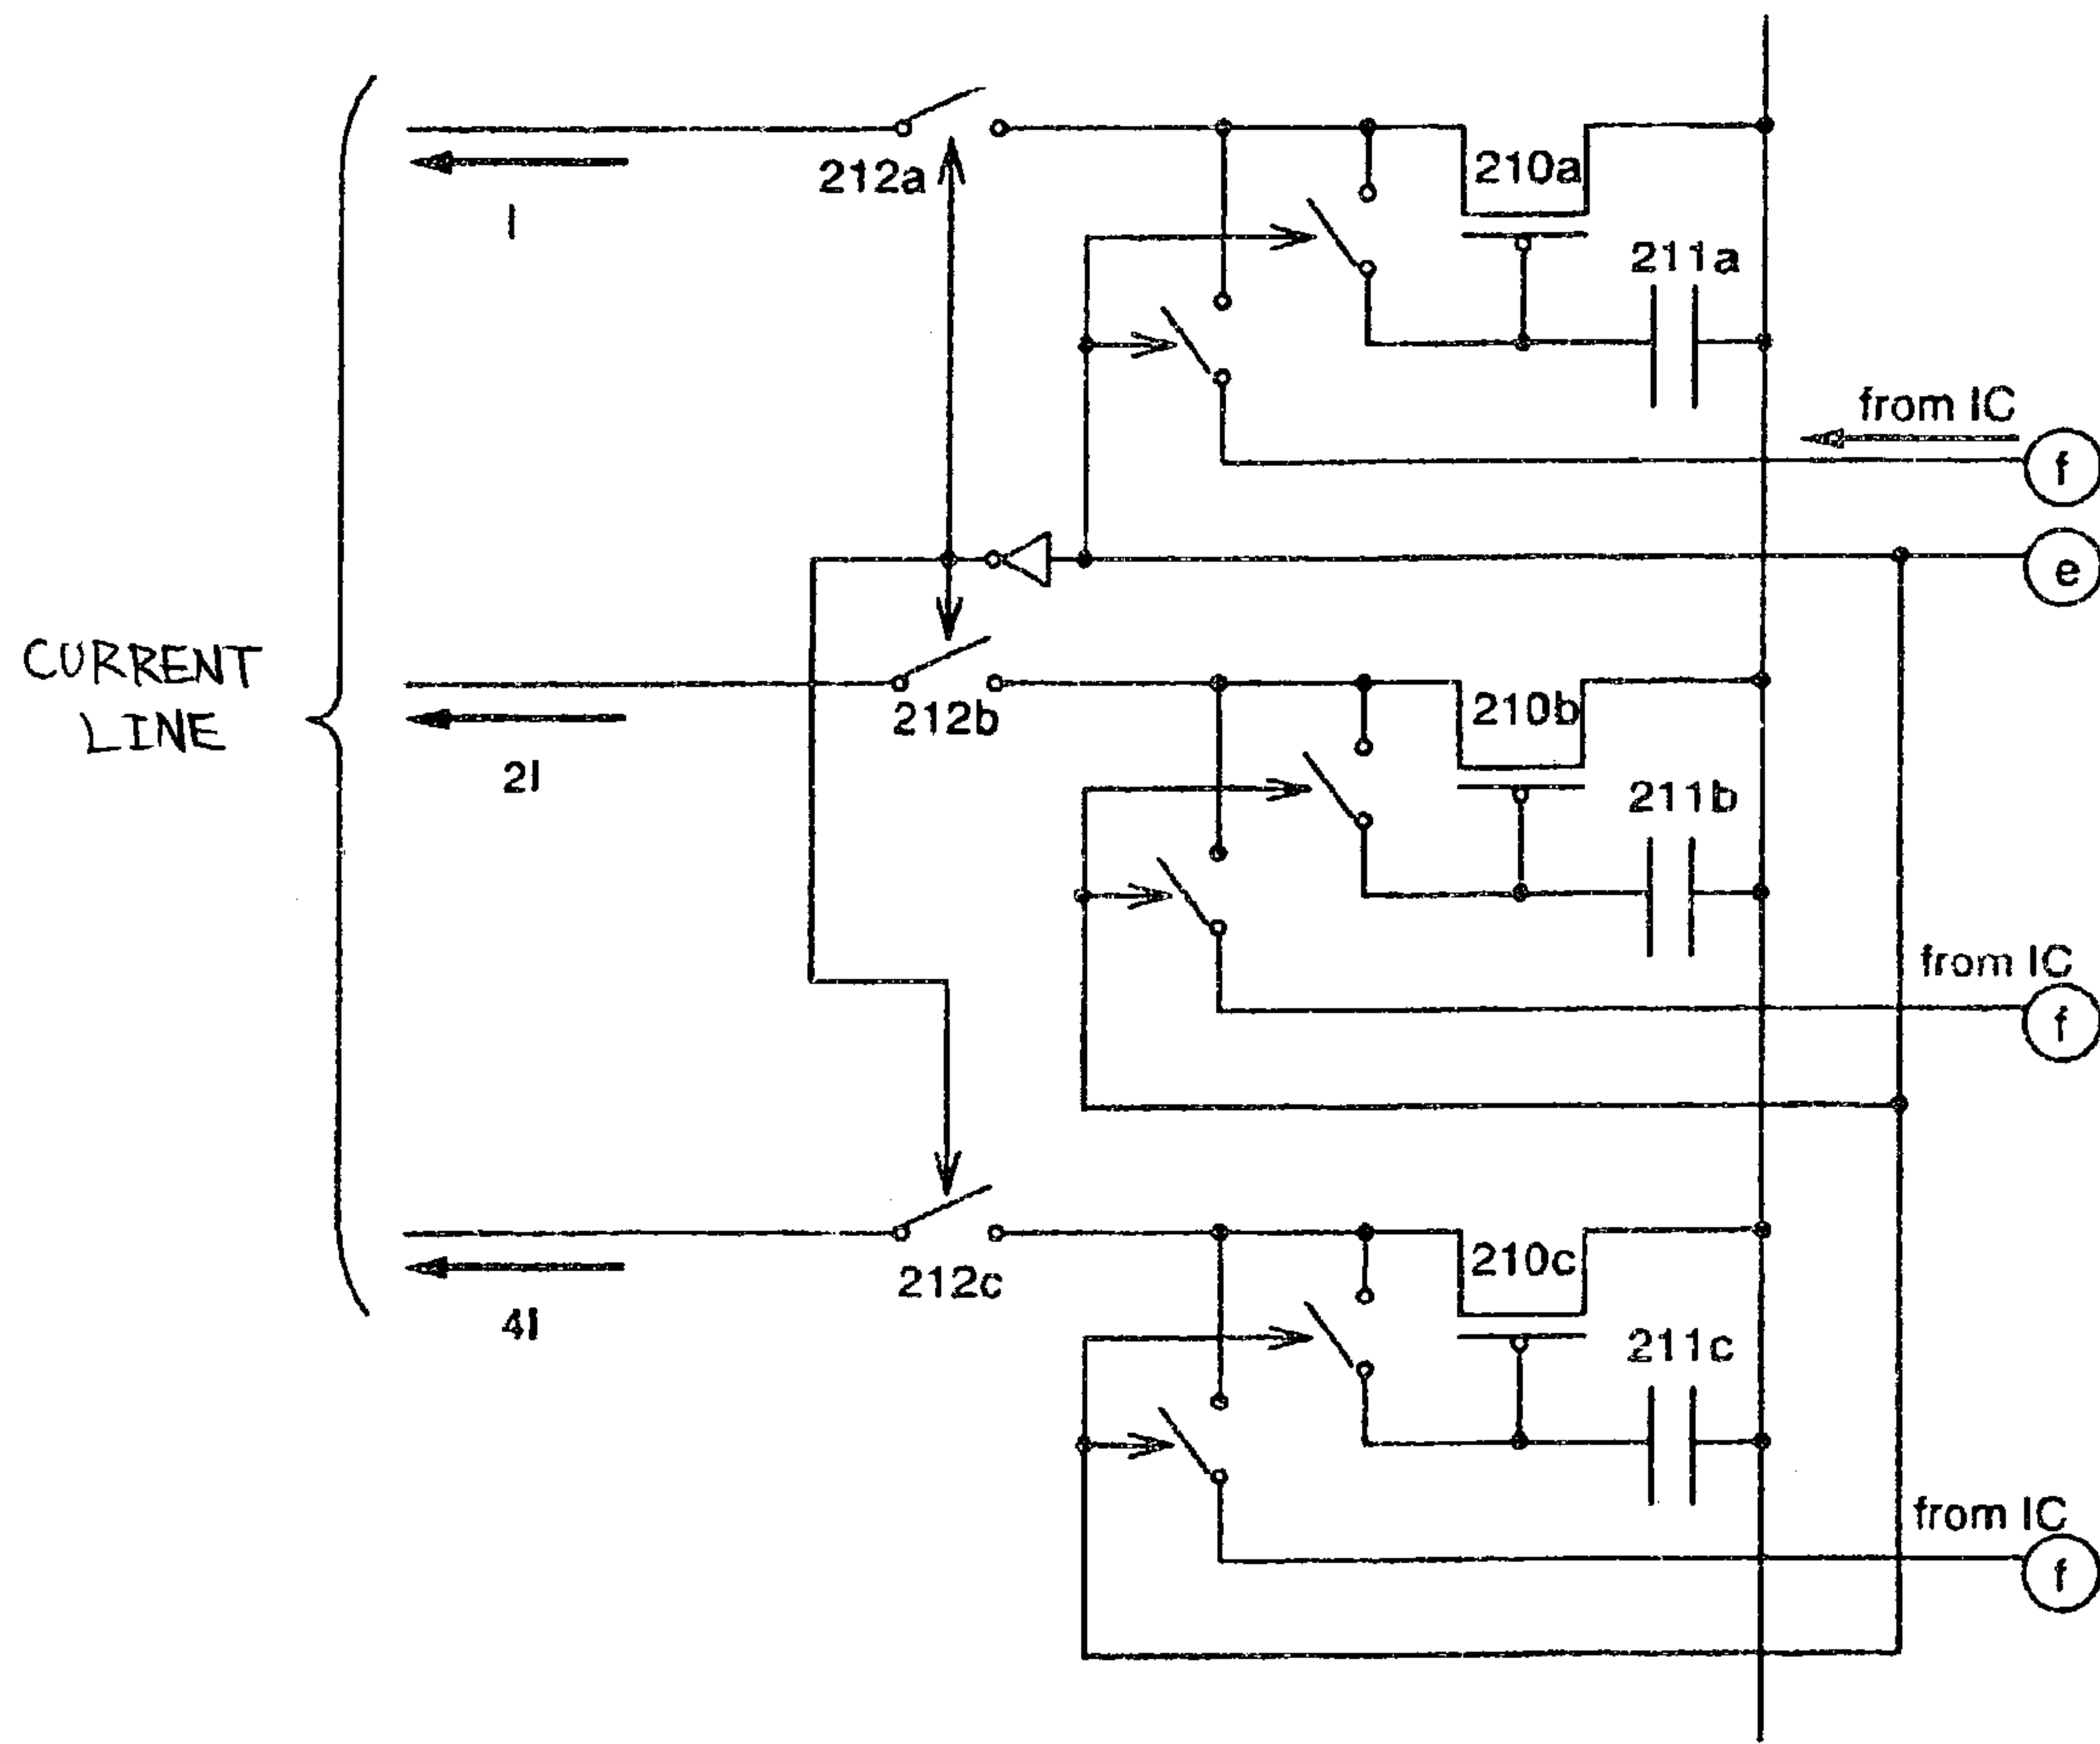 212a
210a
I
211a
from IC
f
e
CURRENT
LINE
212b
210b
2I
211b
from IC
f
212c
210c
4I
211c
from IC
f